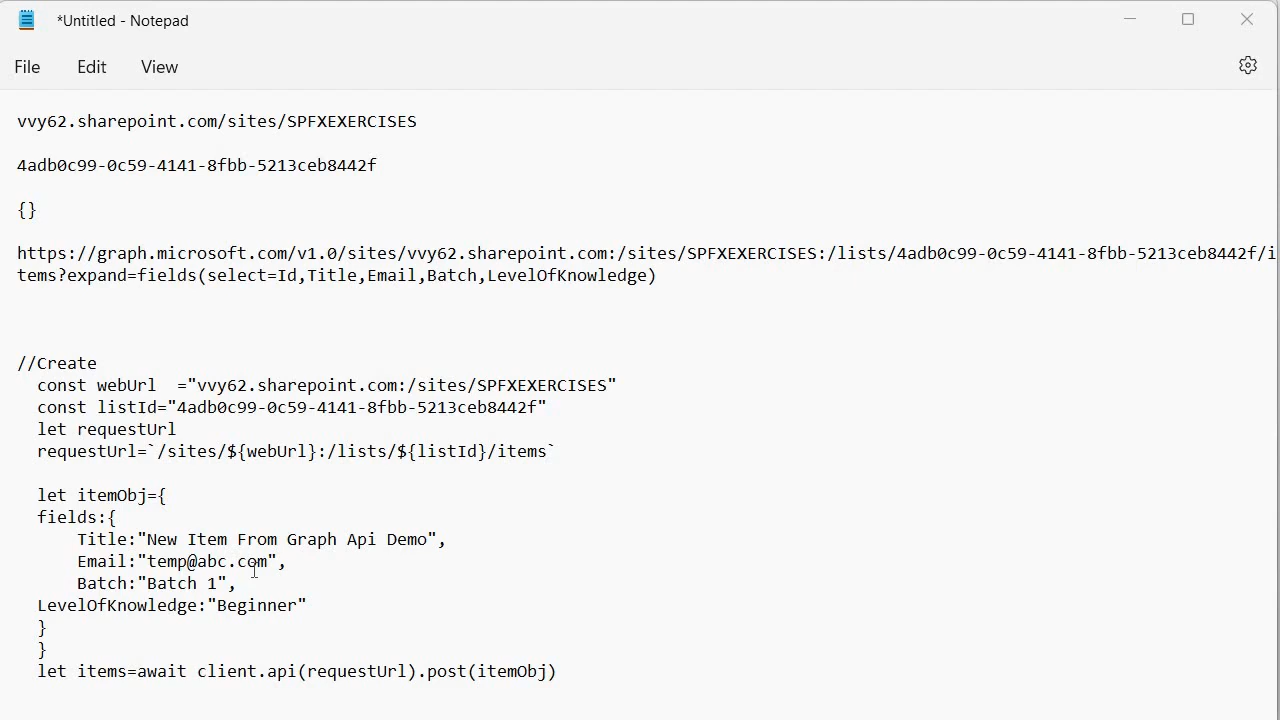 *Untitled - Notepad
File Edit View
vvy62.sharepoint.com/sites/SPFXEXERCISES
4adb0c99-0c59-4141-8fbb-5213ceb8442f
{}
https://graph.microsoft.com/v1.0/sites/vvy62.sharepoint.com:/sites/SPFXEXERCISES:/lists/4adb0c99-0c59-4141-8fbb-5213ceb8442f/i
tems?expand=fields(select=Id,Title,Email,Batch,LevelOfKnowledge)
//Create
const webUrl  ="vvy62.sharepoint.com:/sites/SPFXEXERCISES"
const listId="4adb0c99-0c59-4141-8fbb-5213ceb8442f"
let requestUrl
requestUrl=`/sites/${webUrl}:/lists/${listId}/items`
let itemObj={
fields:{
Title:"New Item From Graph Api Demo",
Email:"temp@abc.com",
Batch:"Batch 1",
LevelOfKnowledge:"Beginner"
}
}
let items=await client.api(requestUrl).post(itemObj)